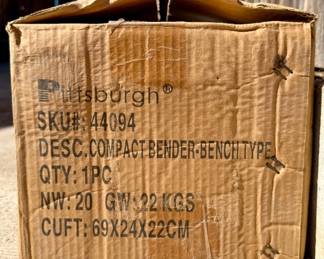 Pittsburgh®
SKU#: 44094
DESC.COMPACT BENDER-BENCH TYPE
QTY: 1PC
NW: 20 GW: 22 KGS
CUFT: 69X24X22CM